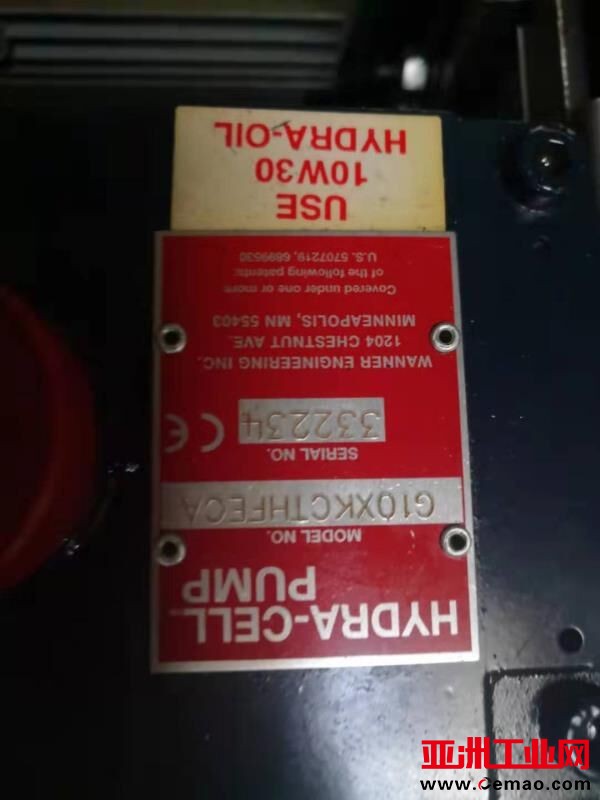 HYDRA-CELL
PUMP
MODEL NO.
G10XKCTHFECA
SERIAL NO.
332234
CE
WANNER ENGINEERING INC.
1204 CHESTNUT AVE.
MINNEAPOLIS, MN 55403
Covered under one or more
of the following patents:
U.S. 5707219, 6899530
USE
10W30
HYDRA-OIL
亚洲工业网
www.Cemao.com